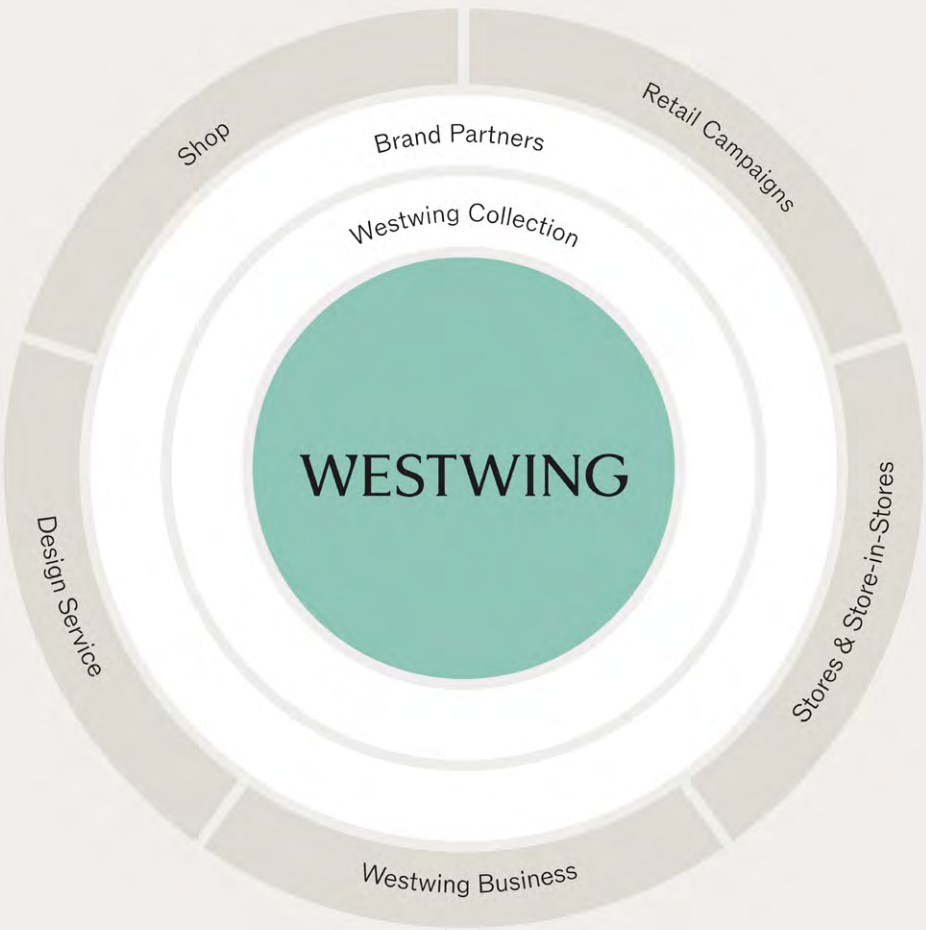 Shop
Retail Campaigns
Brand Partners
Westwing Collection
WESTWING
Design Service
Stores & Store-in-Stores
Westwing Business